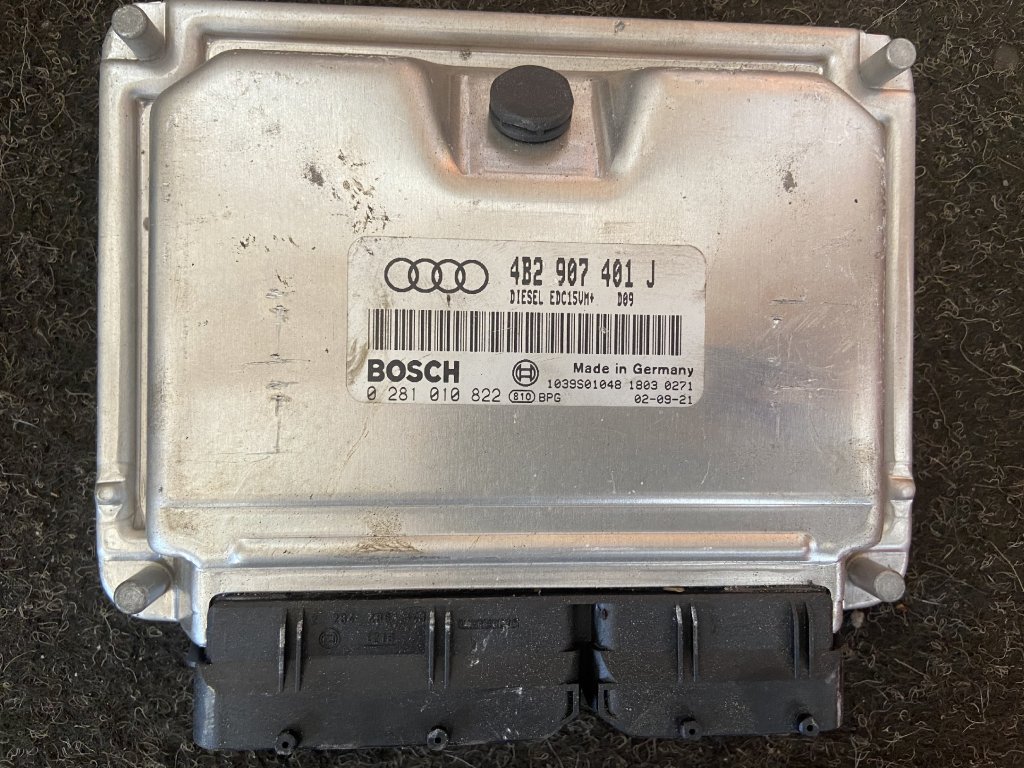 4B2 907 401 J
DIESEL EDC15VM+ D09
BOSCH
Made in Germany
1039S01048 1803 0271
0 281 010 822 810 BPG 02-09-21